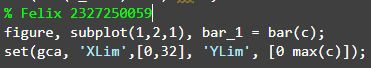 % Felix 2327250059
figure, subplot(1,2,1), bar_1 = bar(c);
set(gca, 'XLim',[0,32], 'YLim', [0 max(c)]);